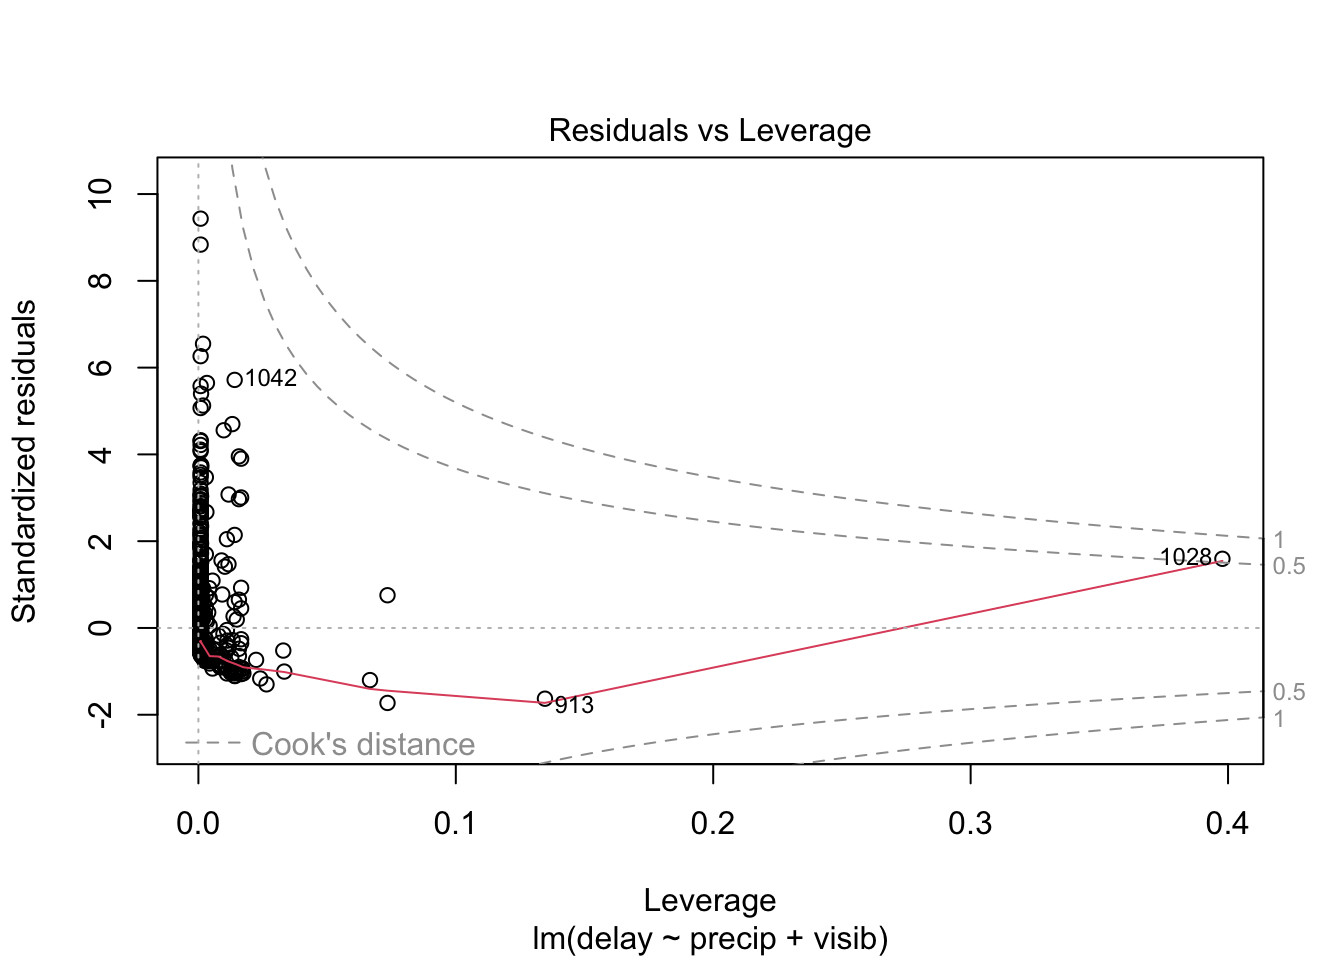 Residuals vs Leverage
Standardized residuals
10
8
6
4
2
0
-2
1042
1028
913
1
0.5
0.5
1
Cook's distance
0.0 0.1 0.2 0.3 0.4
Leverage
lm(delay ~ precip + visib)